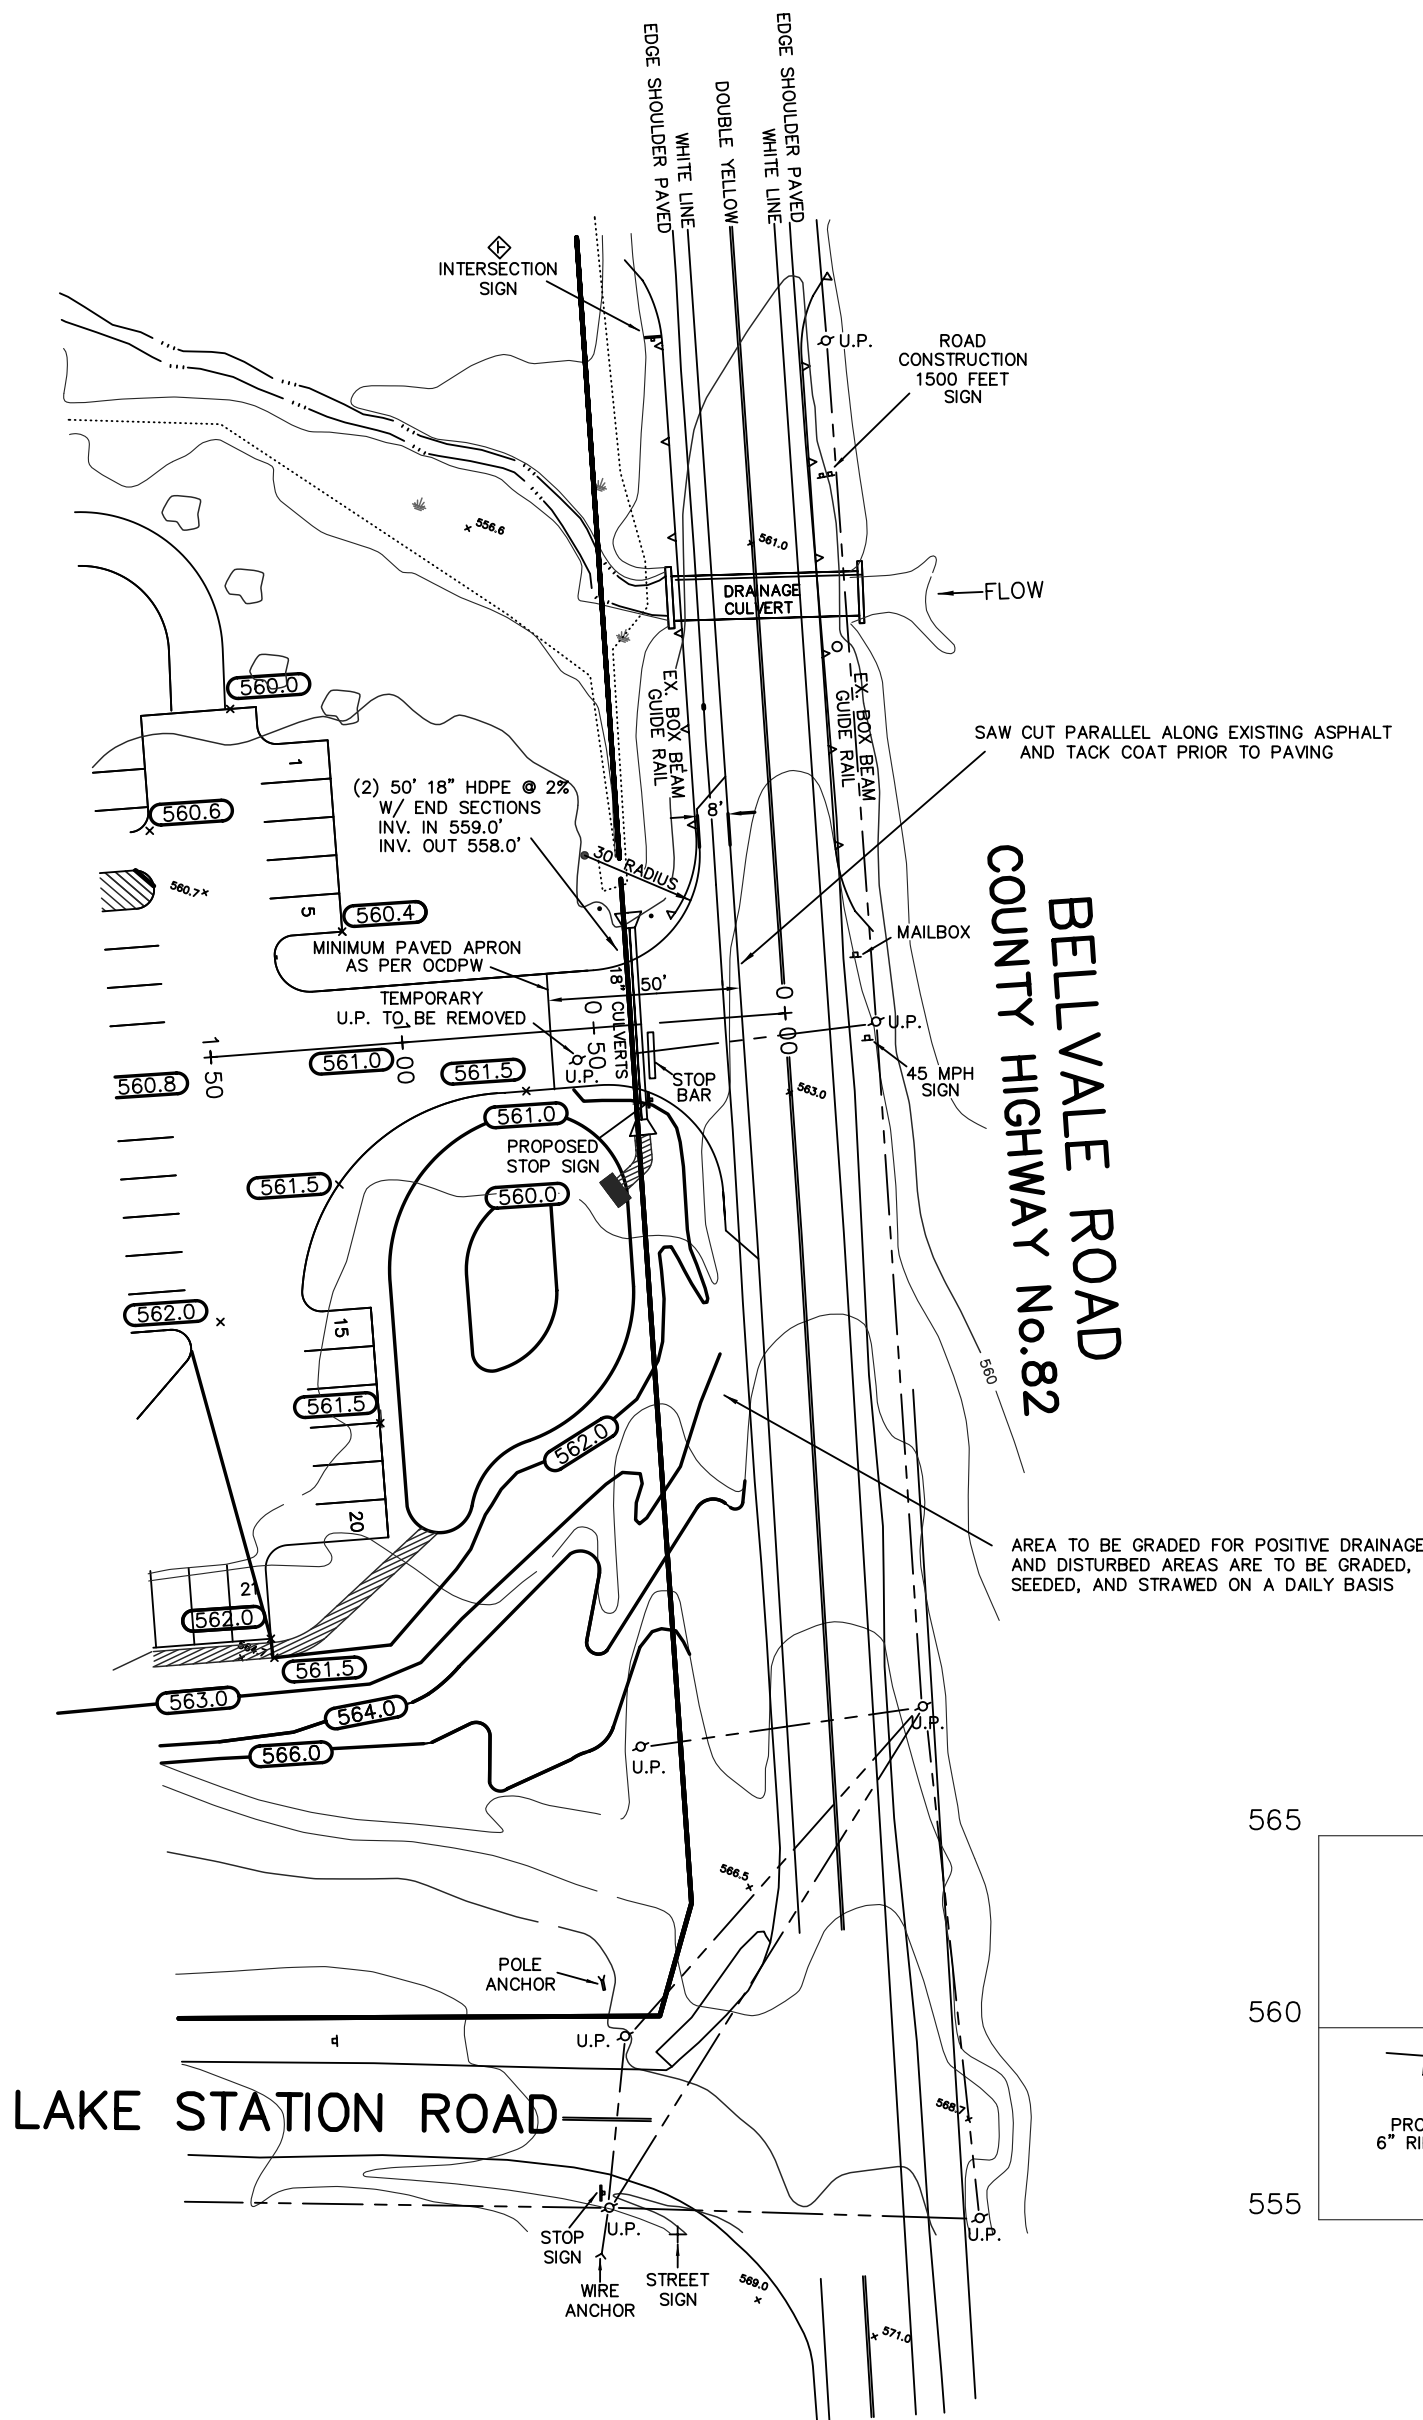 EDGE SHOULDER PAVED
WHITE LINE
DOUBLE YELLOW
WHITE LINE
EDGE SHOULDER PAVED
INTERSECTION
SIGN
U.P.
ROAD
CONSTRUCTION
1500 FEET
SIGN
556.6
561.0
DRAINAGE
CULVERT
FLOW
560.0
EX. BOX BEAM
GUIDE RAIL
EX. BOX BEAM
GUIDE RAIL
SAW CUT PARALLEL ALONG EXISTING ASPHALT
AND TACK COAT PRIOR TO PAVING
1
(2) 50' 18" HDPE @ 2%
W/ END SECTIONS
INV. IN 559.0'
INV. OUT 558.0'
8'
560.6
30' RADIUS
560.7
5
560.4
BELLVALE ROAD
COUNTY HIGHWAY No.82
MAILBOX
MINIMUM PAVED APRON
AS PER OCDPW
50'
18" CULVERTS
TEMPORARY
U.P. TO BE REMOVED
0+00
0+50
1+00
1+50
U.P.
561.0
561.5
U.P.
560.8
STOP
BAR
45 MPH
SIGN
563.0
561.0
PROPOSED
STOP SIGN
561.5
560.0
562.0
15
560
561.5
562.0
20
AREA TO BE GRADED FOR POSITIVE DRAINAGE
AND DISTURBED AREAS ARE TO BE GRADED,
SEEDED, AND STRAWED ON A DAILY BASIS
21
562.0
561.5
563.0
564.0
566.0
U.P.
U.P.
565
566.5
POLE
ANCHOR
560
U.P.
LAKE STATION ROAD
568.7
PRO
6" RI
555
STOP
SIGN
U.P.
U.P.
WIRE
ANCHOR
STREET
SIGN
569.0
571.0